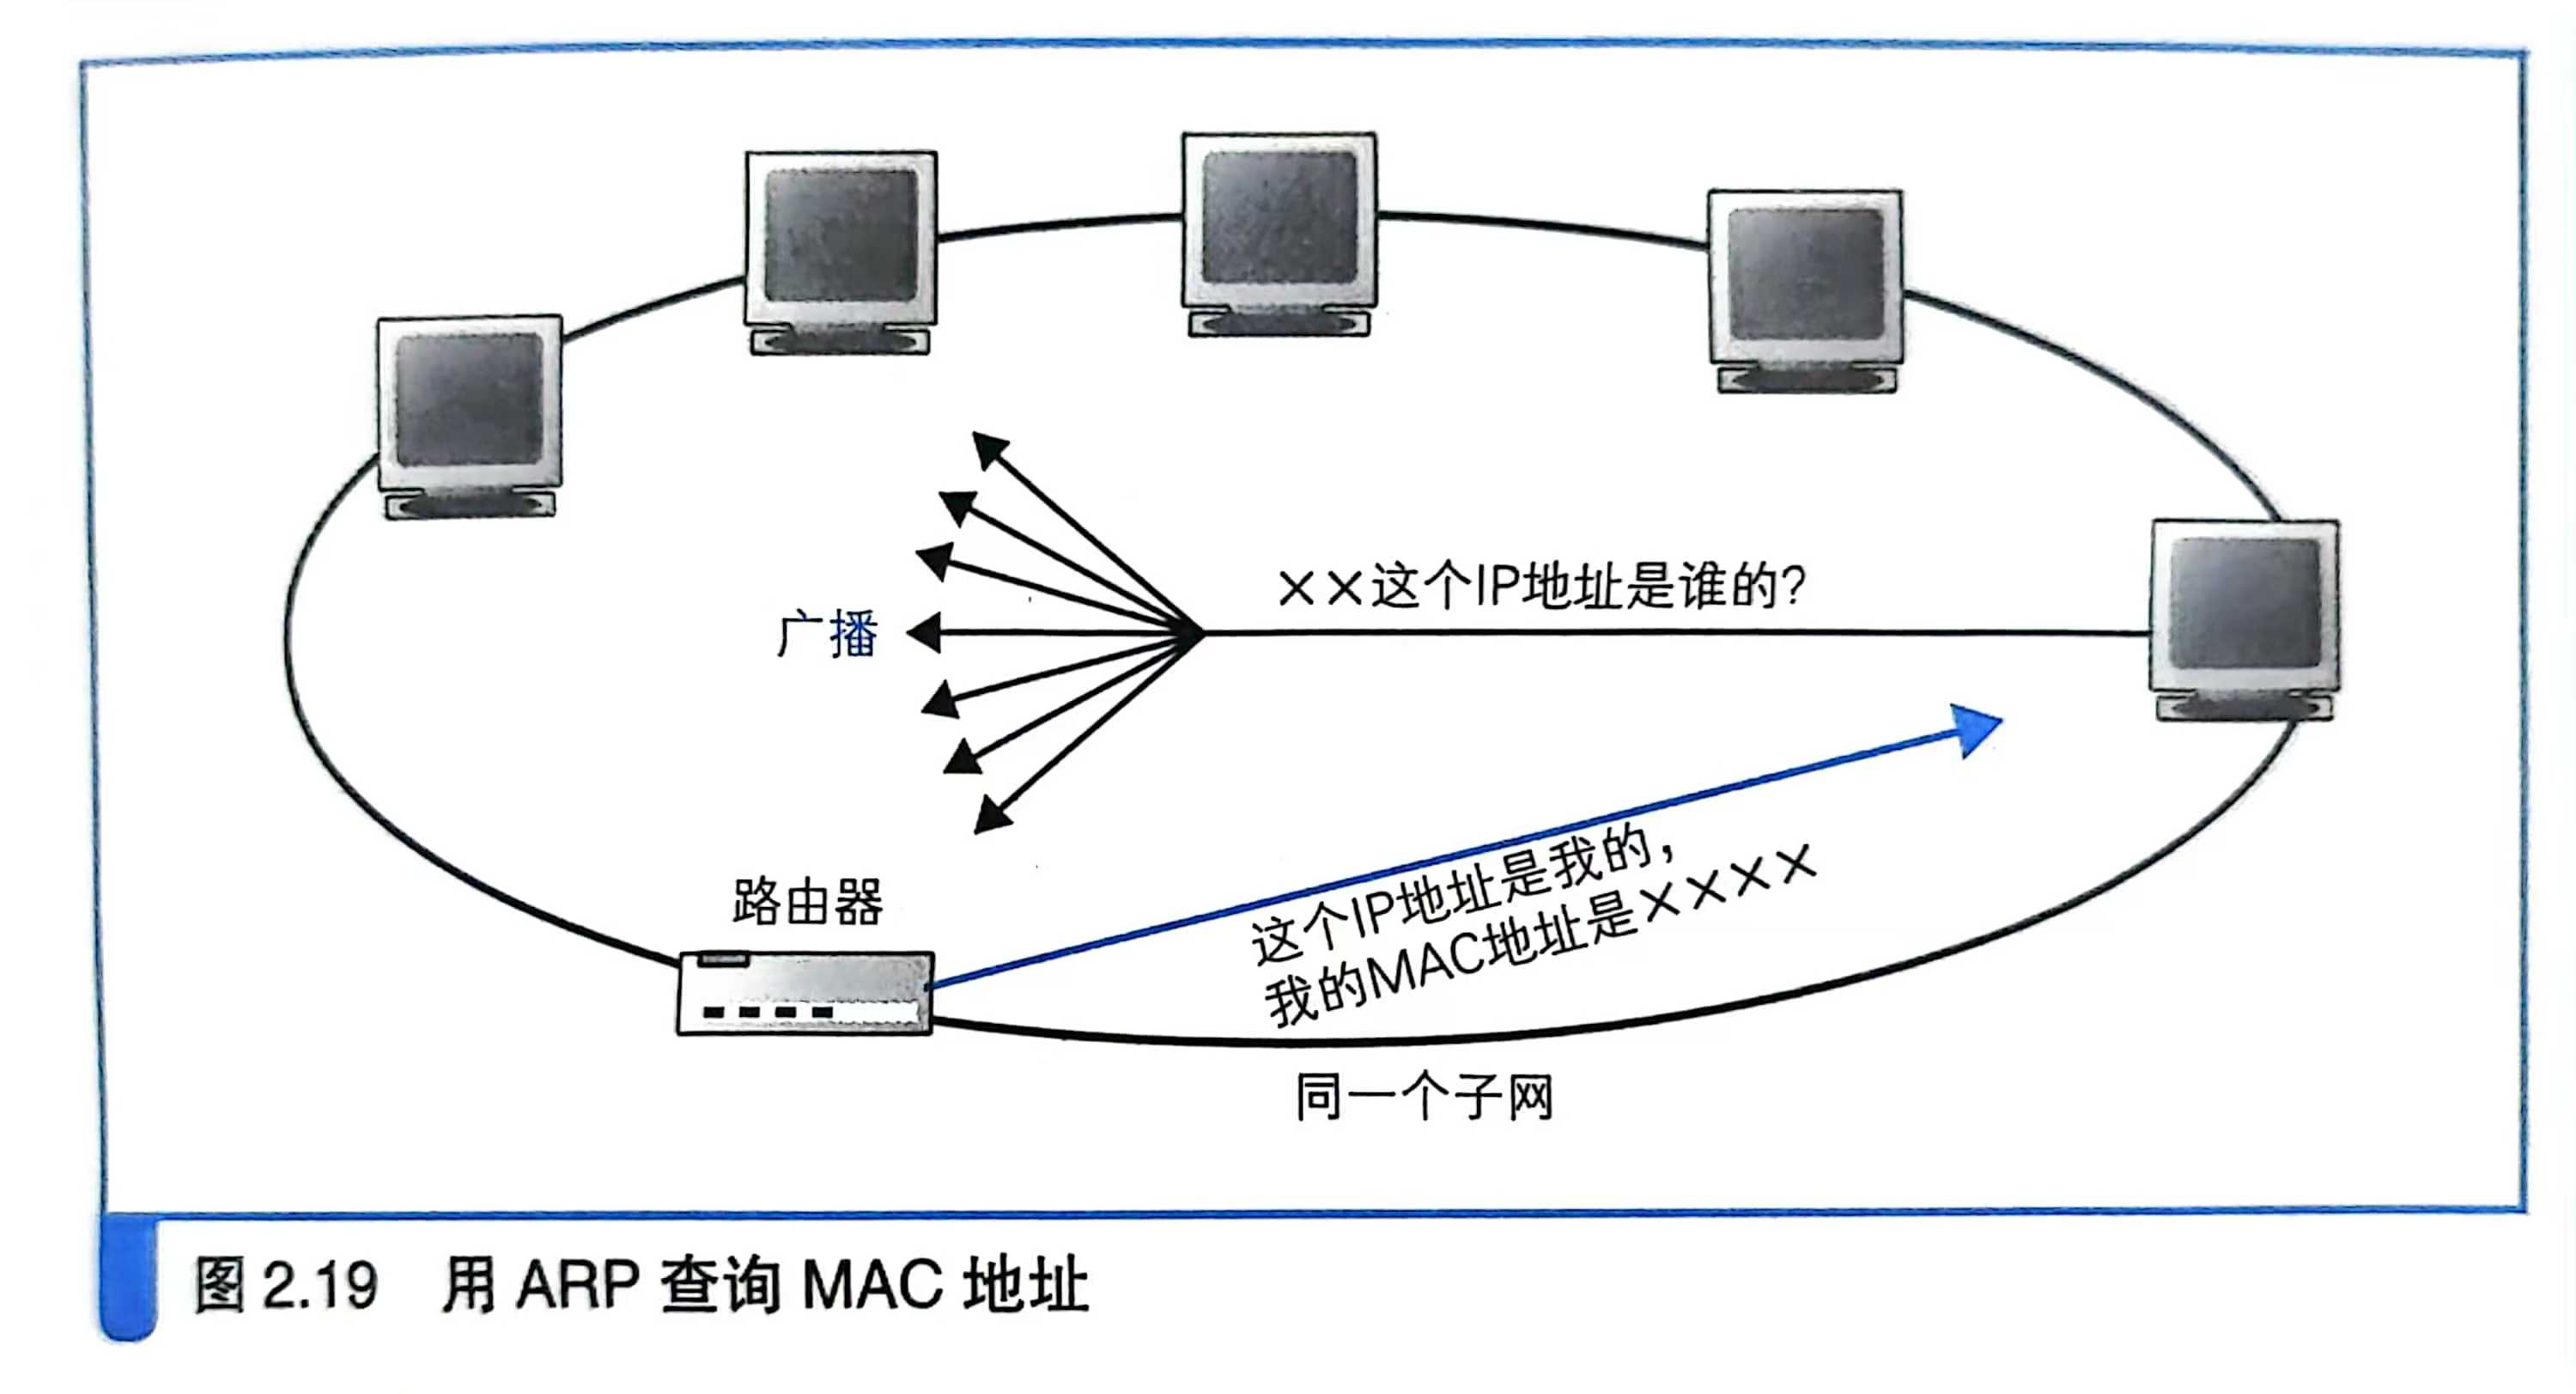 ××这个IP地址是谁的?
广播
路由器
这个IP地址是我的，
我的MAC地址是××××
同一个子网
图 2.19 用 ARP 查询 MAC 地址